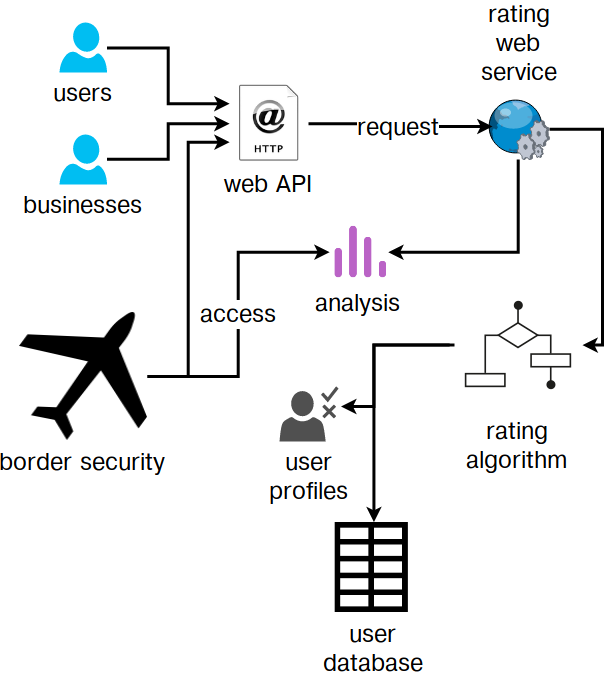 rating
web
service
users
@
HTTP
request
web API
businesses
access
analysis
border security
rating
algorithm
user
profiles
user
database